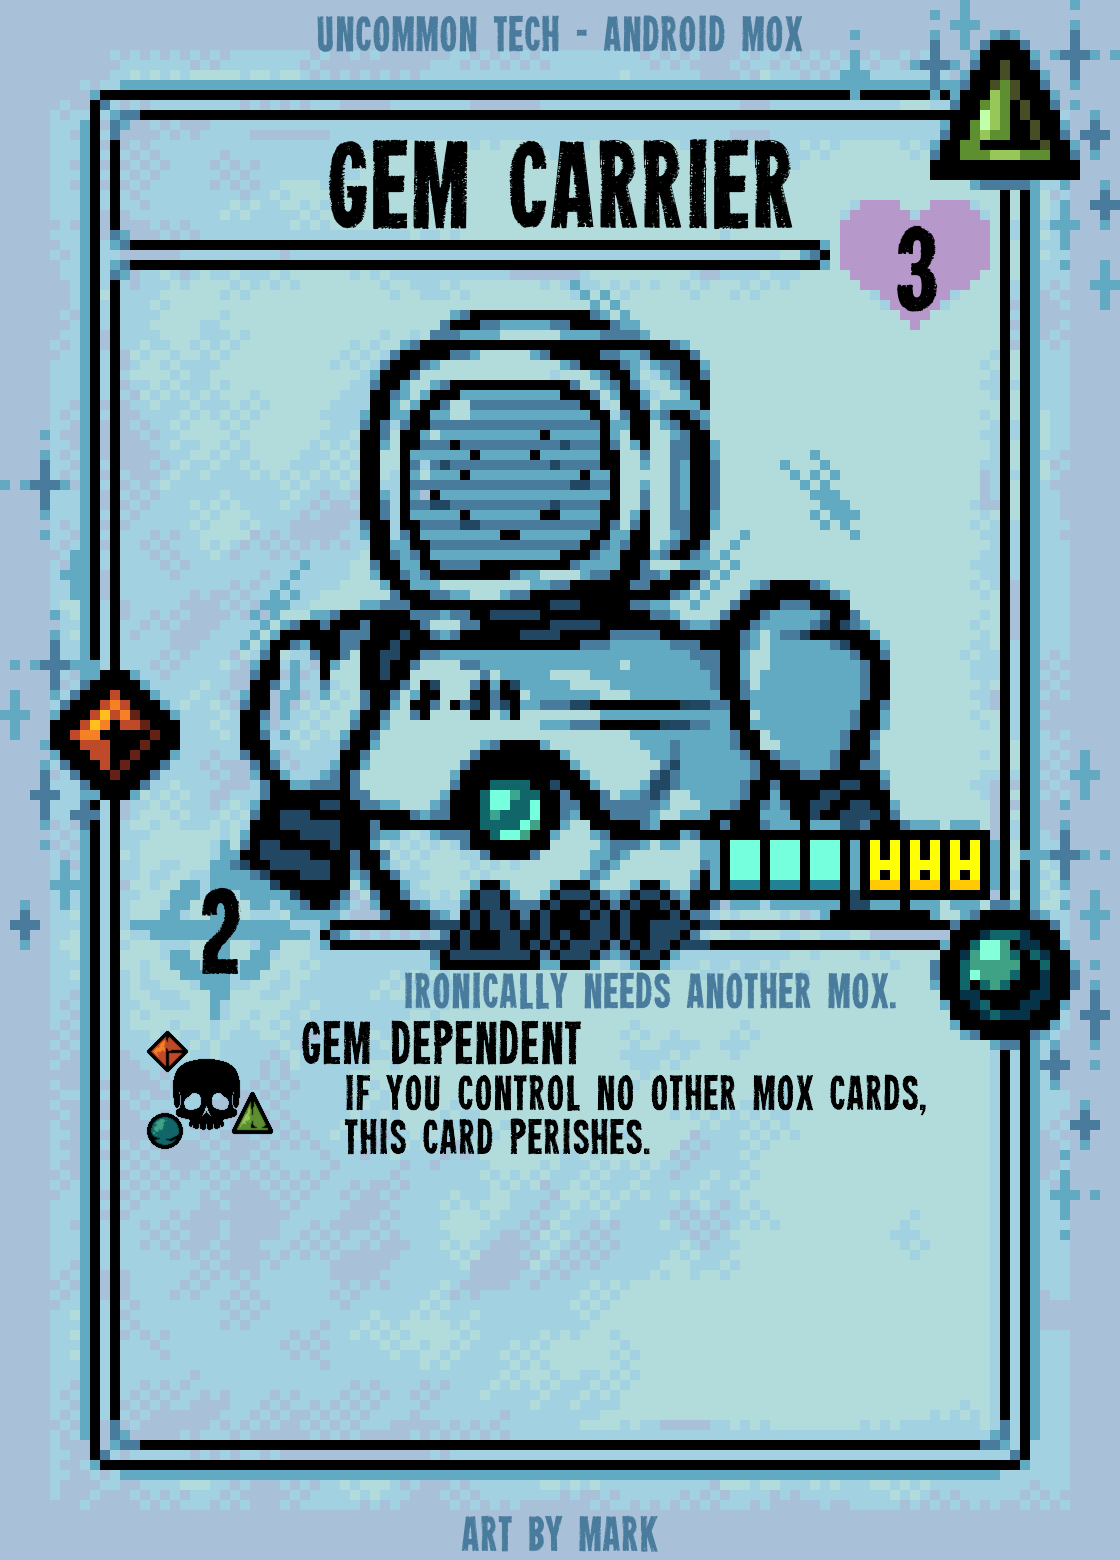 UNCOMMON TECH - ANDROID MOX
GEM CARRIER
3
2
IRONICALLY NEEDS ANOTHER MOX.
GEM DEPENDENT
IF YOU CONTROL NO OTHER MOX CARDS,
THIS CARD PERISHES.
ART BY MARK